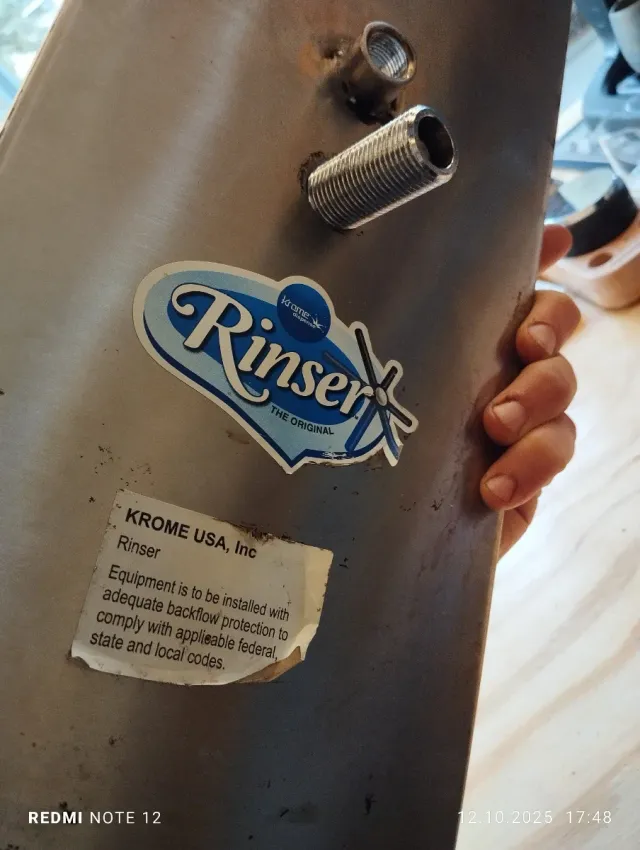 Krome
Rinser
THE ORIGINAL
KROME USA, Inc
Rinser
Equipment is to be installed with
adequate backflow protection to
comply with applicable federal,
state and local codes.
REDMI NOTE 12
12.10.2025 17:48